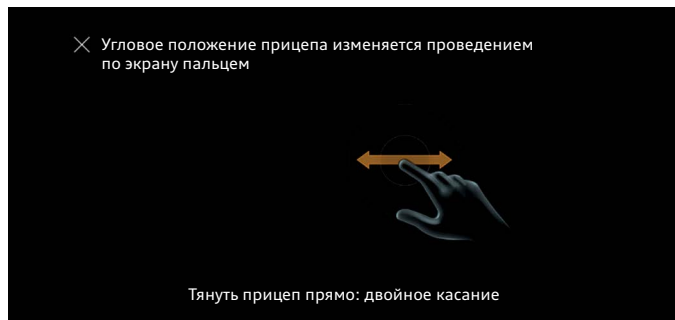 Угловое положение прицепа изменяется проведением
по экрану пальцем
Тянуть прицеп прямо: двойное касание